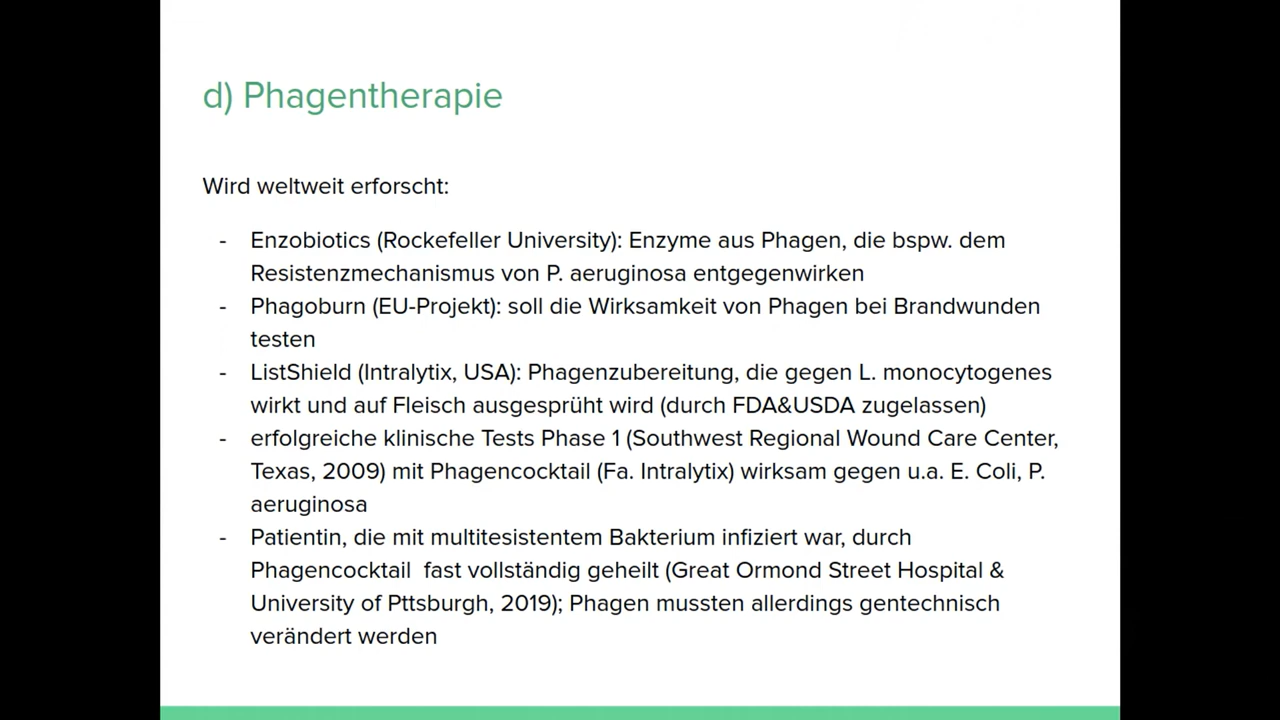 d) Phagentherapie
Wird weltweit erforscht:
- Enzobiotics (Rockefeller University): Enzyme aus Phagen, die bspw. dem
Resistenzmechanismus von P. aeruginosa entgegenwirken
- Phagoburn (EU-Projekt): soll die Wirksamkeit von Phagen bei Brandwunden
testen
- ListShield (Intralytix, USA): Phagenzubereitung, die gegen L. monocytogenes
wirkt und auf Fleisch ausgesprüht wird (durch FDA&USDA zugelassen)
- erfolgreiche klinische Tests Phase 1 (Southwest Regional Wound Care Center,
Texas, 2009) mit Phagencocktail (Fa. Intralytix) wirksam gegen u.a. E. Coli, P.
aeruginosa
- Patientin, die mit multitesistentem Bakterium infiziert war, durch
Phagencocktail  fast vollständig geheilt (Great Ormond Street Hospital &
University of Pttsburgh, 2019); Phagen mussten allerdings gentechnisch
verändert werden